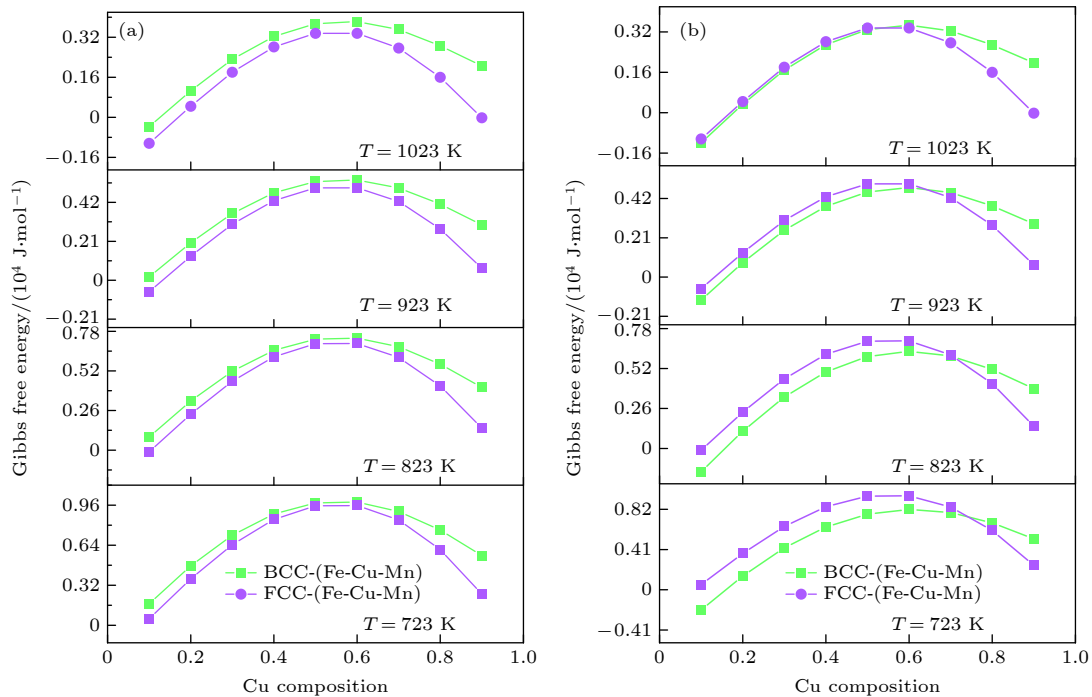 (a)
0.32
0.16
0
−0.16
T = 1023 K
0.42
0.21
0
−0.21
T = 923 K
0.78
0.52
0.26
0
T = 823 K
0.96
0.64
0.32
0
BCC-(Fe-Cu-Mn)
FCC-(Fe-Cu-Mn)
T = 723 K
0 0.2 0.4 0.6 0.8 1.0
Cu composition
Gibbs free energy/(10⁴ J·mol⁻¹)
(b)
0.32
0.16
0
−0.16
T = 1023 K
0.42
0.21
0
−0.21
T = 923 K
0.78
0.52
0.26
0
T = 823 K
0.82
0.41
0
−0.41
BCC-(Fe-Cu-Mn)
FCC-(Fe-Cu-Mn)
T = 723 K
0 0.2 0.4 0.6 0.8 1.0
Cu composition
Gibbs free energy/(10⁴ J·mol⁻¹)